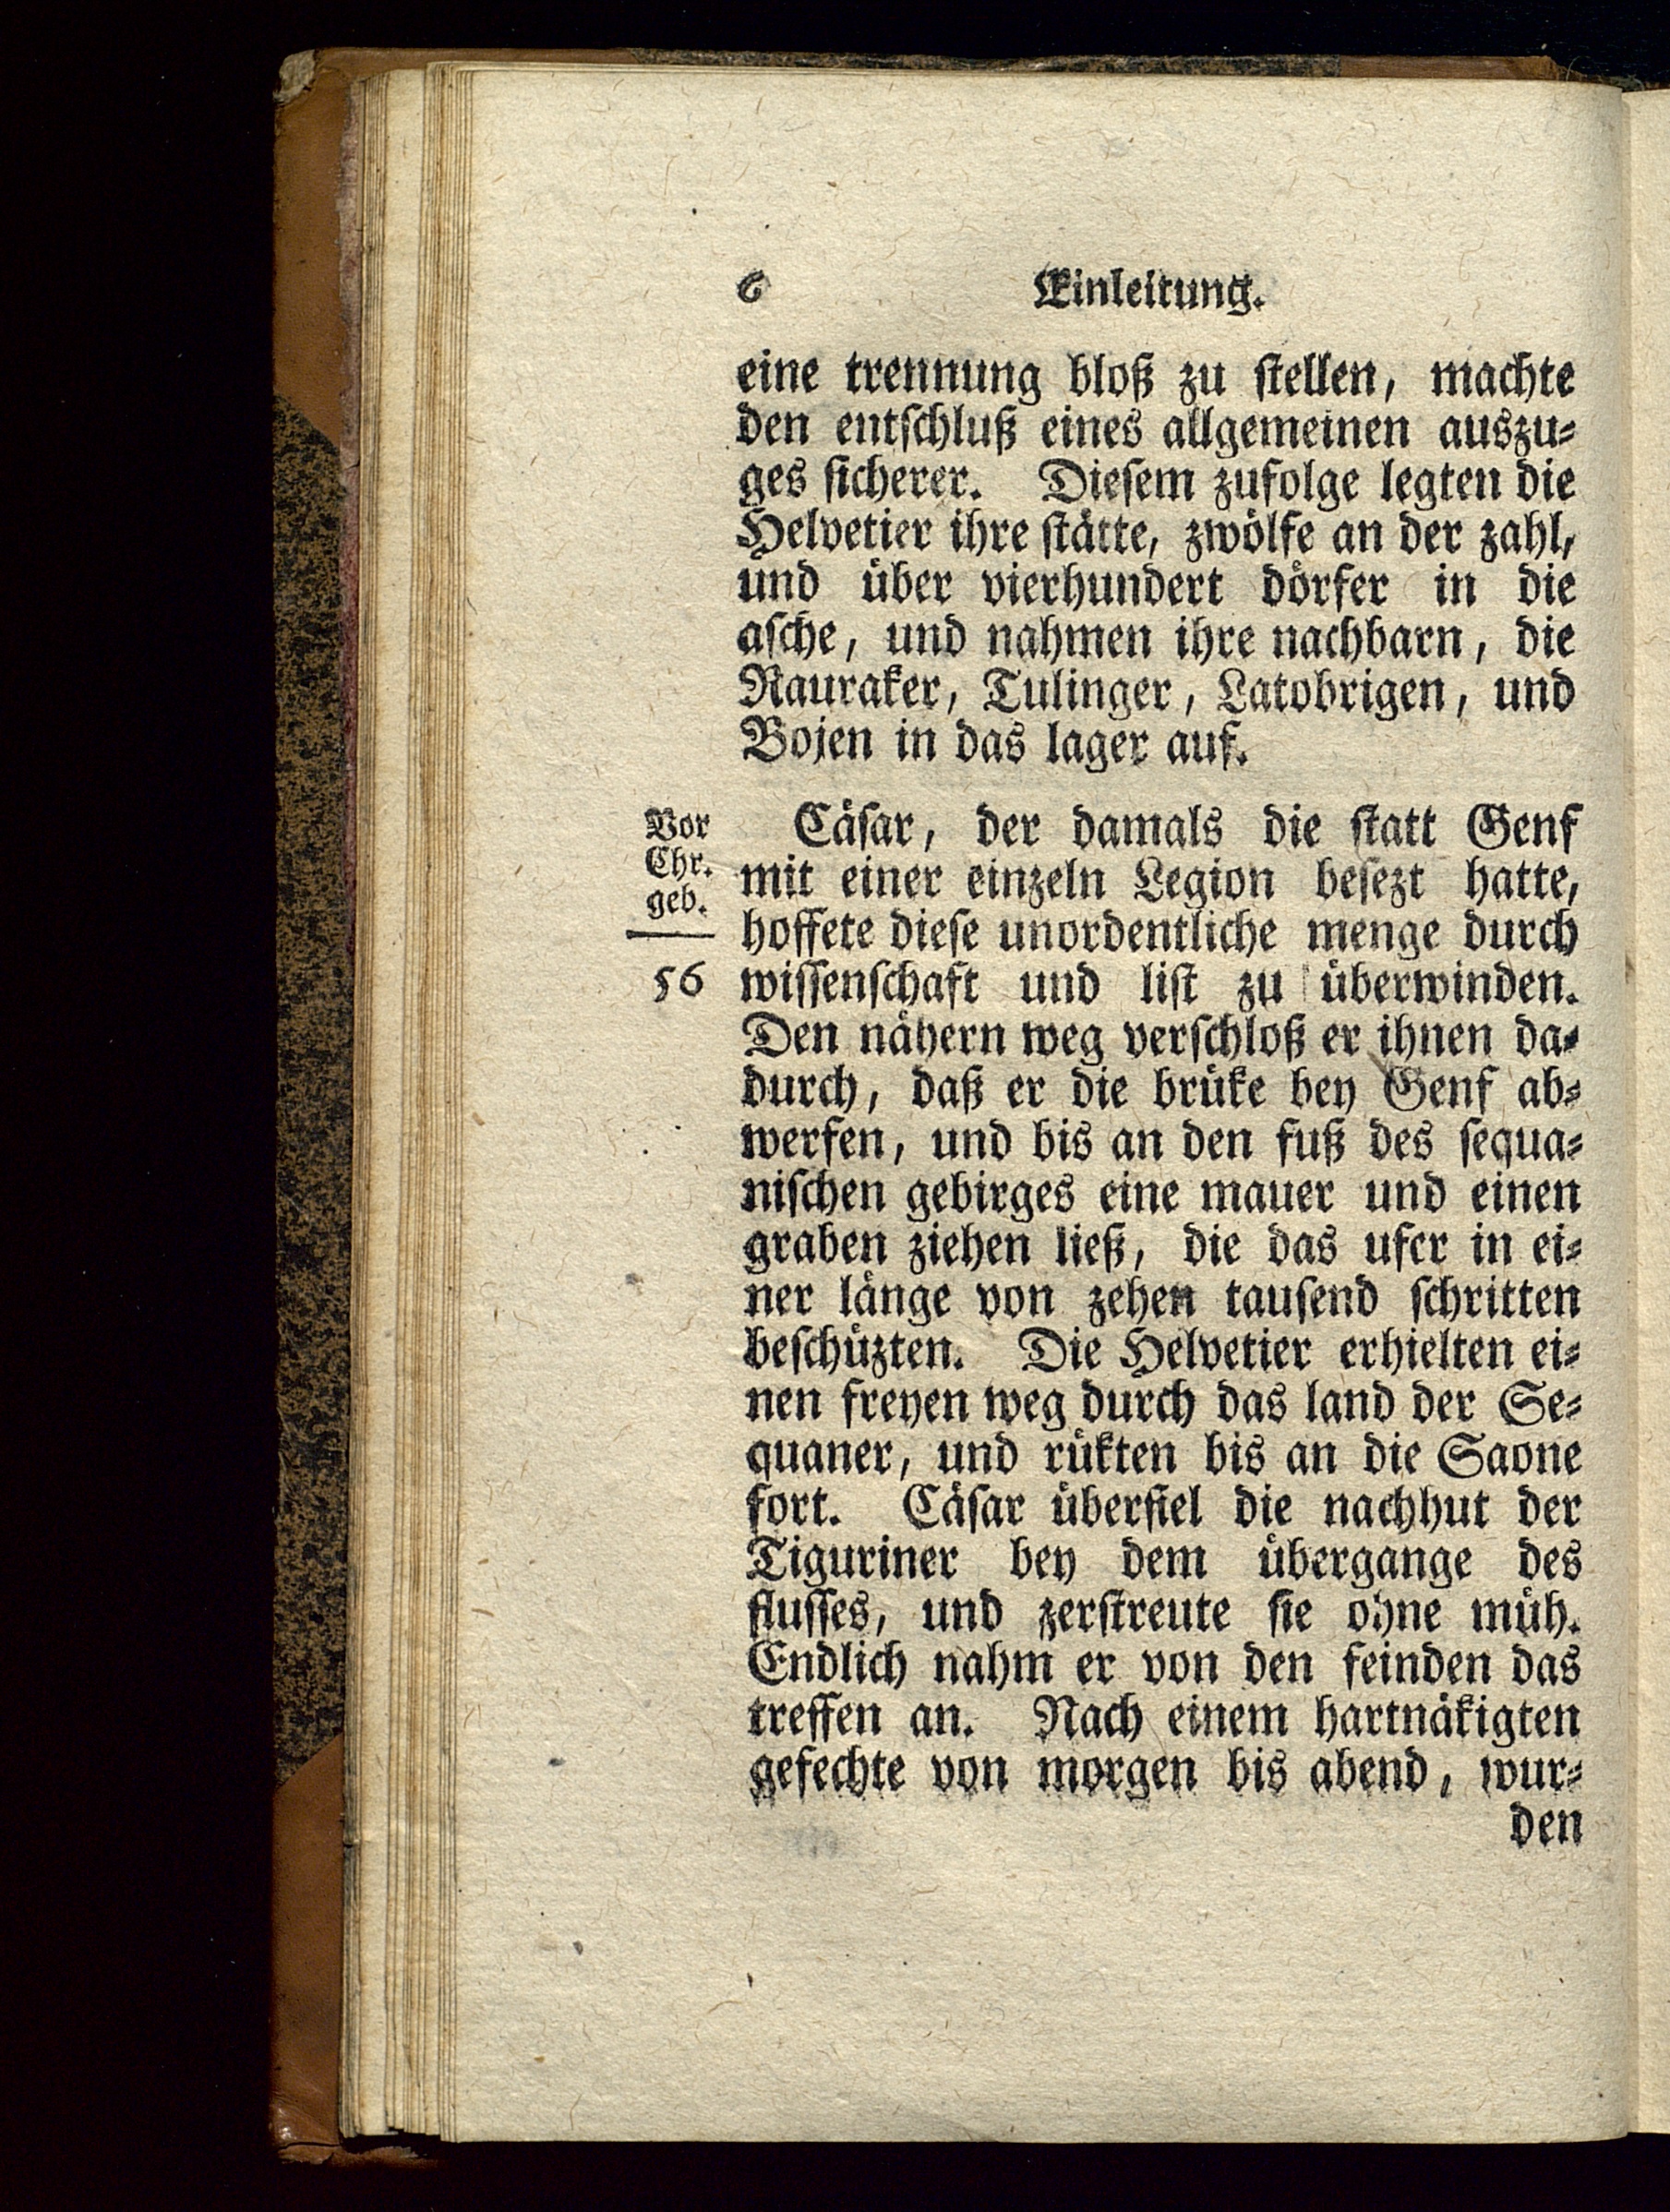 6 Einleitung.
eine trennung bloß zu ſtellen, machte
den entſchluß eines allgemeinen auszu⸗
ges ſicherer. Dieſem zufolge legten die
Helvetier ihre ſtätte, zwölfe an der zahl,
und über vierhundert dörfer in die
aſche, und nahmen ihre nachbarn, die
Rauraker, Tulinger, Latobrigen, und
Bojen in das lager auf.
Vor
Chr.
geb.
56
Cäſar, der damals die ſtatt Genf
mit einer einzeln Legion beſezt hatte,
hoffete dieſe unordentliche menge durch
wiſſenſchaft und liſt zu überwinden.
Den nähern weg verſchloß er ihnen da⸗
durch, daß er die brüke bey Genf ab⸗
werfen, und bis an den fuß des ſequa⸗
niſchen gebirges eine mauer und einen
graben ziehen ließ, die das ufer in ei⸗
ner länge von zehen tauſend ſchritten
beſchüzten. Die Helvetier erhielten ei⸗
nen freyen weg durch das land der Se⸗
quaner, und rükten bis an die Saone
fort. Cäſar überfiel die nachhut der
Tiguriner bey dem übergange des
fluſſes, und zerſtreute ſie ohne müh.
Endlich nahm er von den feinden das
treffen an. Nach einem hartnäkigten
gefechte von morgen bis abend, wur⸗
den